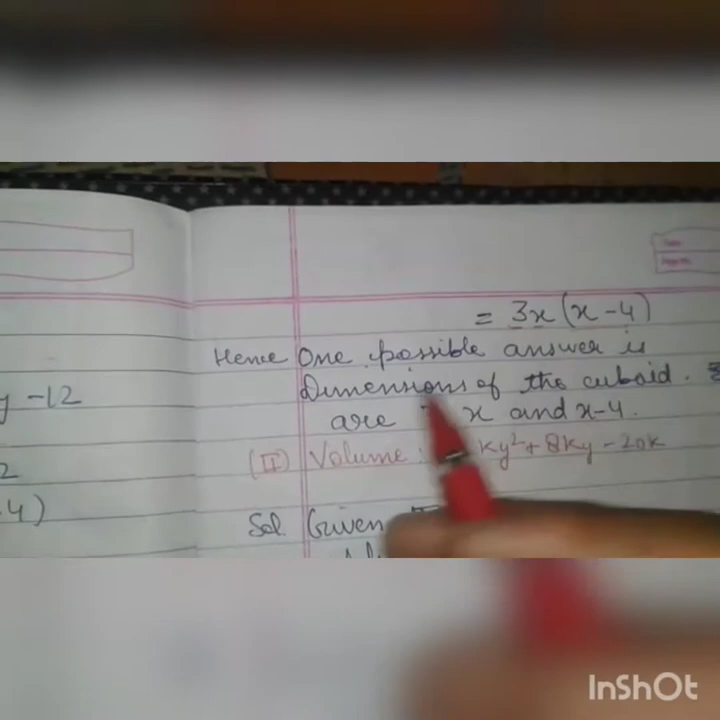 = 3x(x-4)
Hence One possible answer is
Dimensions of the cuboid.
are x and x-4.
y -12
2
4)
(II) Volume: ky²+8ky-20k
Sol. Given
InShOt